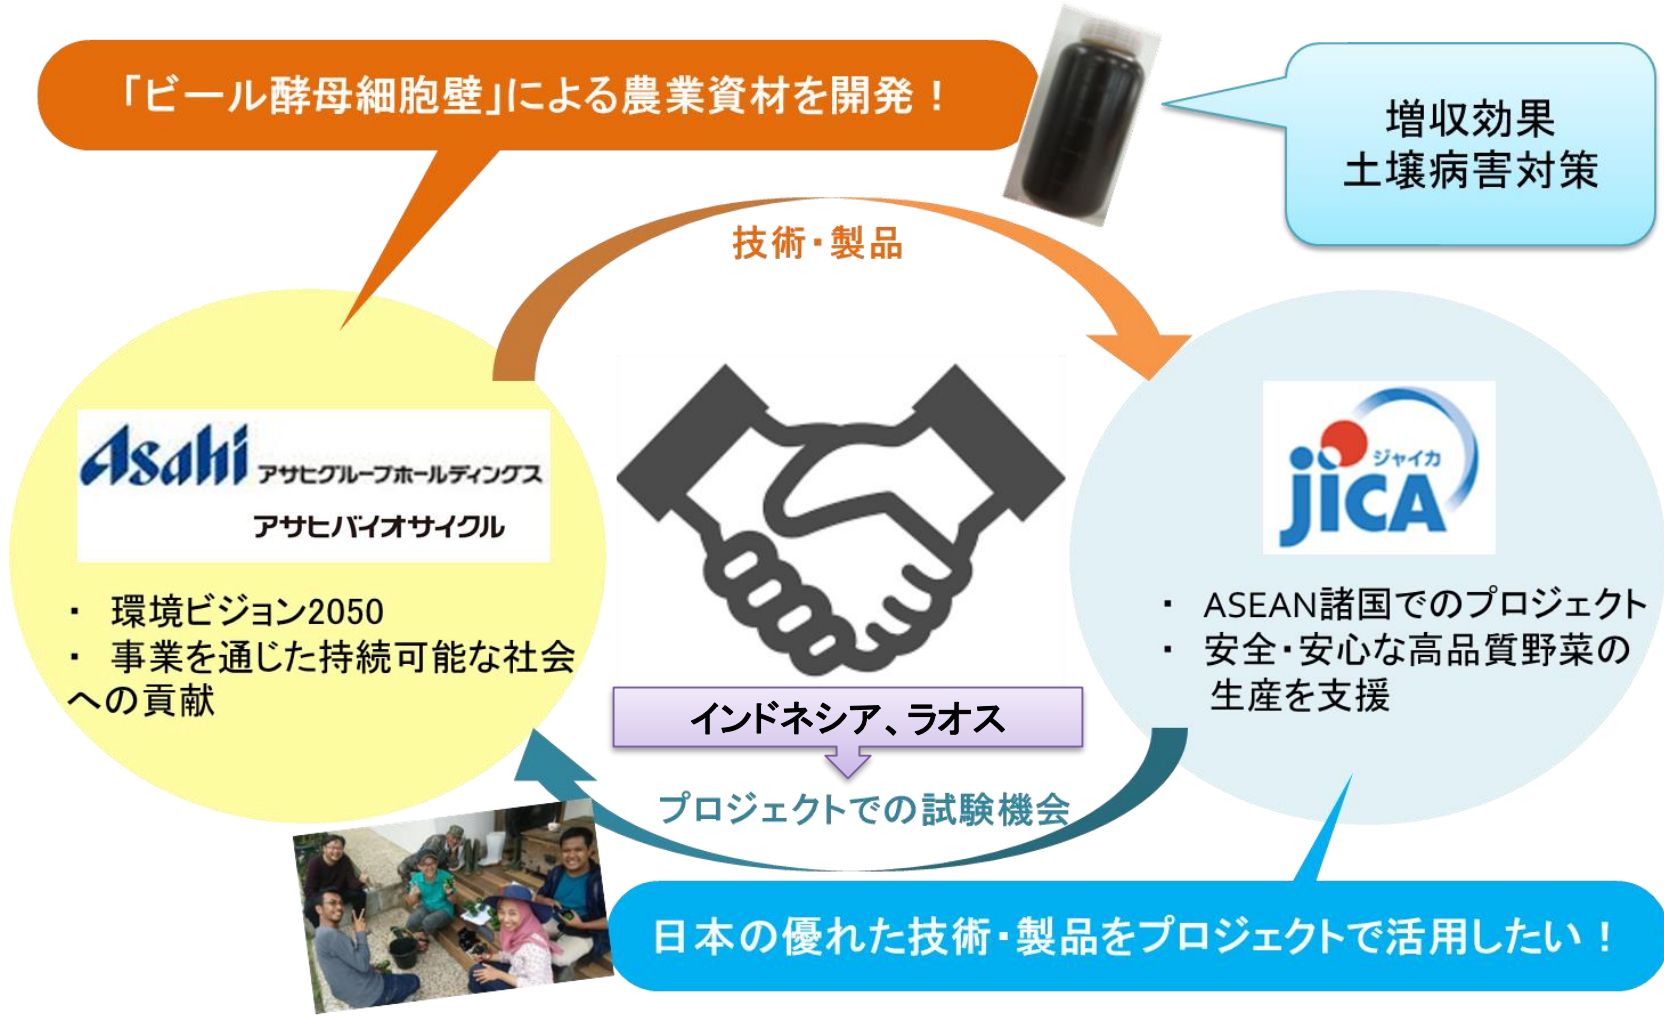 「ビール酵母細胞壁」による農業資材を開発！
増収効果
土壌病害対策
技術・製品
Asahi アサヒグループホールディングス
アサヒバイオサイクル
・ 環境ビジョン2050
・ 事業を通じた持続可能な社会
への貢献
ジャイカ
jICA
・ ASEAN諸国でのプロジェクト
・ 安全・安心な高品質野菜の
生産を支援
インドネシア、ラオス
プロジェクトでの試験機会
日本の優れた技術・製品をプロジェクトで活用したい！